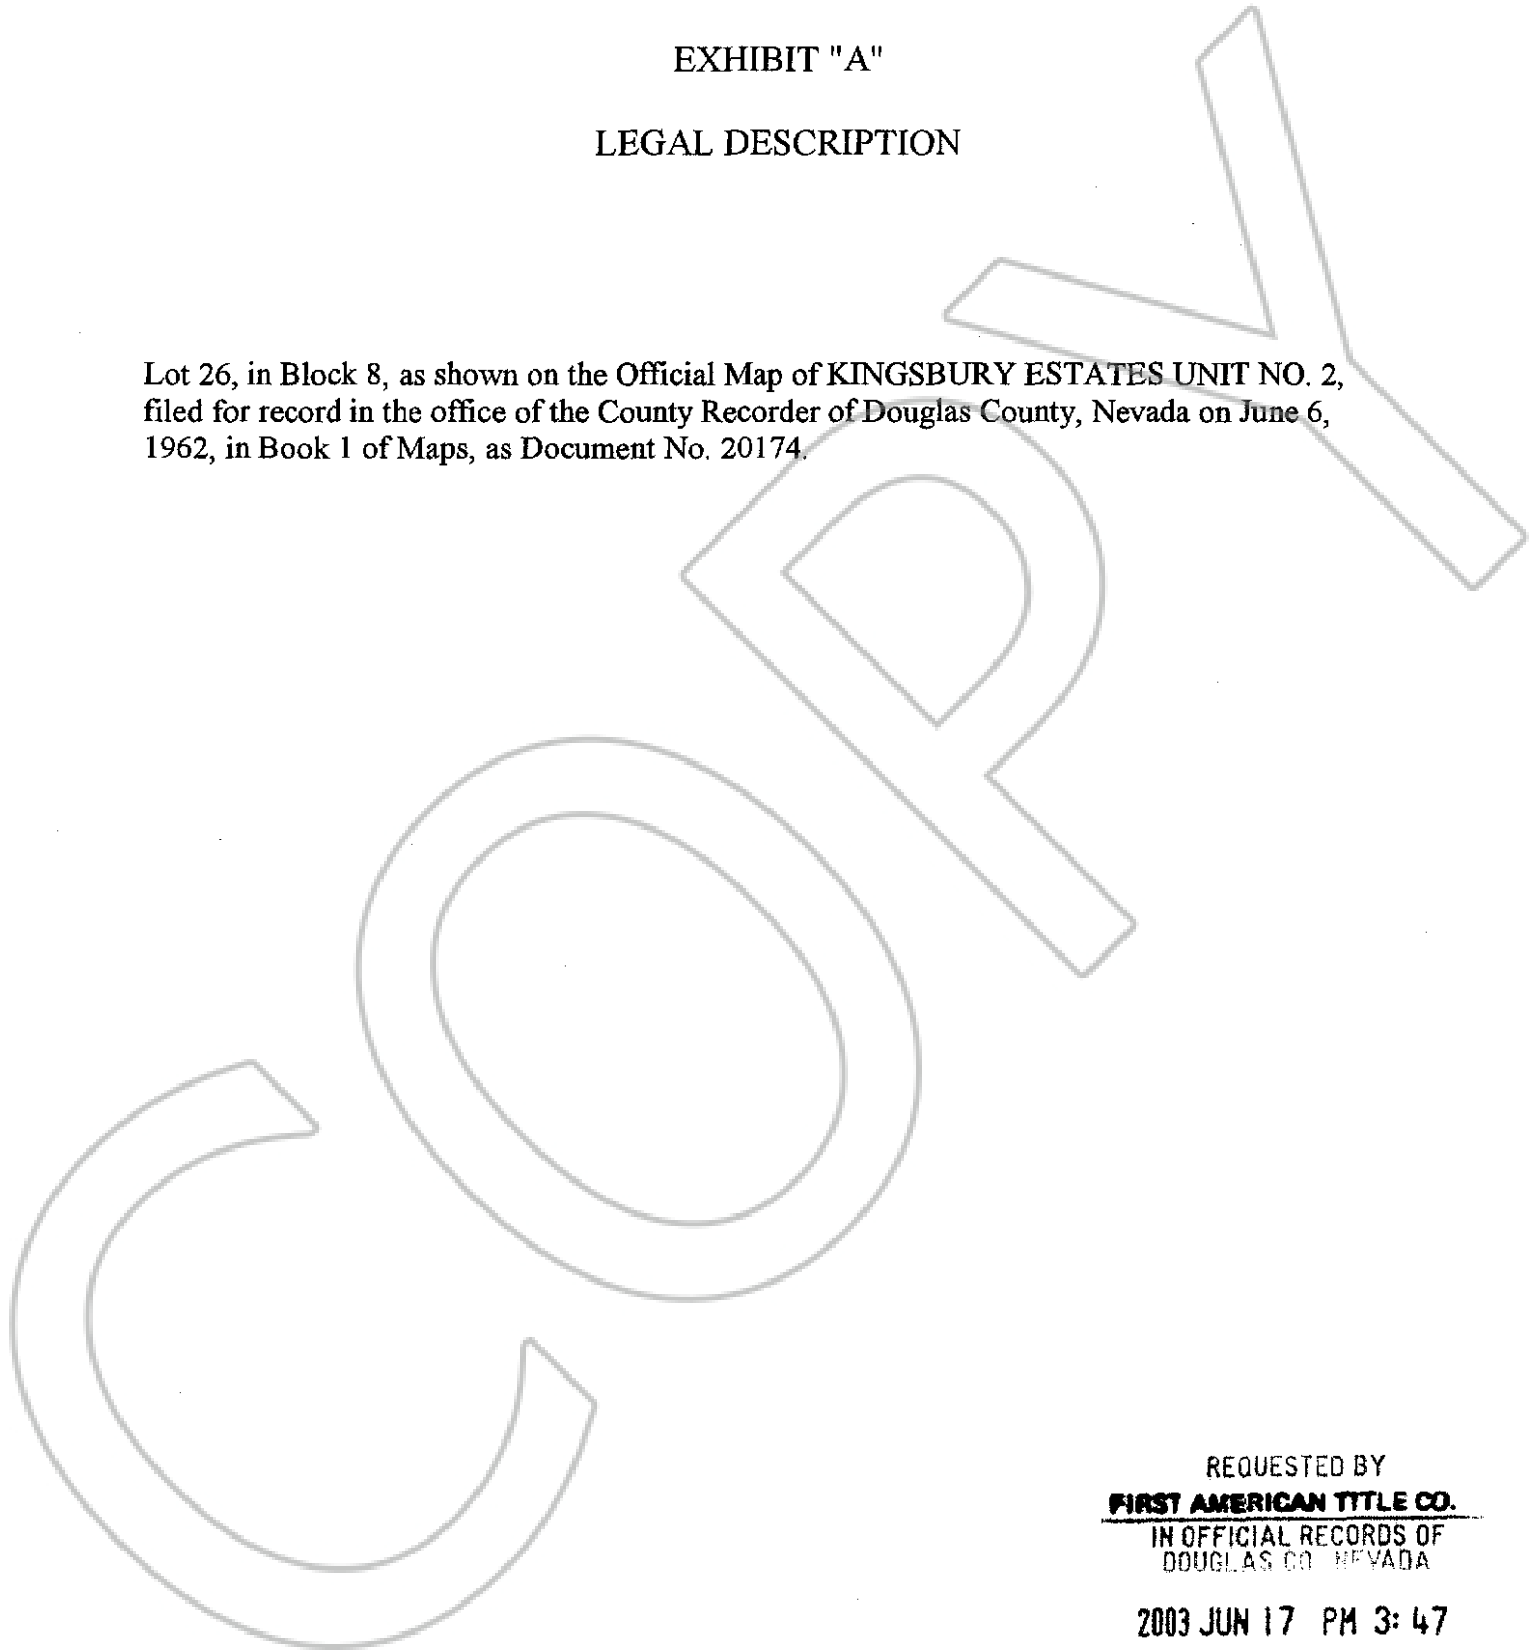 EXHIBIT "A"
LEGAL DESCRIPTION
Lot 26, in Block 8, as shown on the Official Map of KINGSBURY ESTATES UNIT NO. 2,
filed for record in the office of the County Recorder of Douglas County, Nevada on June 6,
1962, in Book 1 of Maps, as Document No. 20174.
COPY
REQUESTED BY
FIRST AMERICAN TITLE CO.
IN OFFICIAL RECORDS OF
DOUGLAS CO NEVADA
2003 JUN 17 PM 3: 47